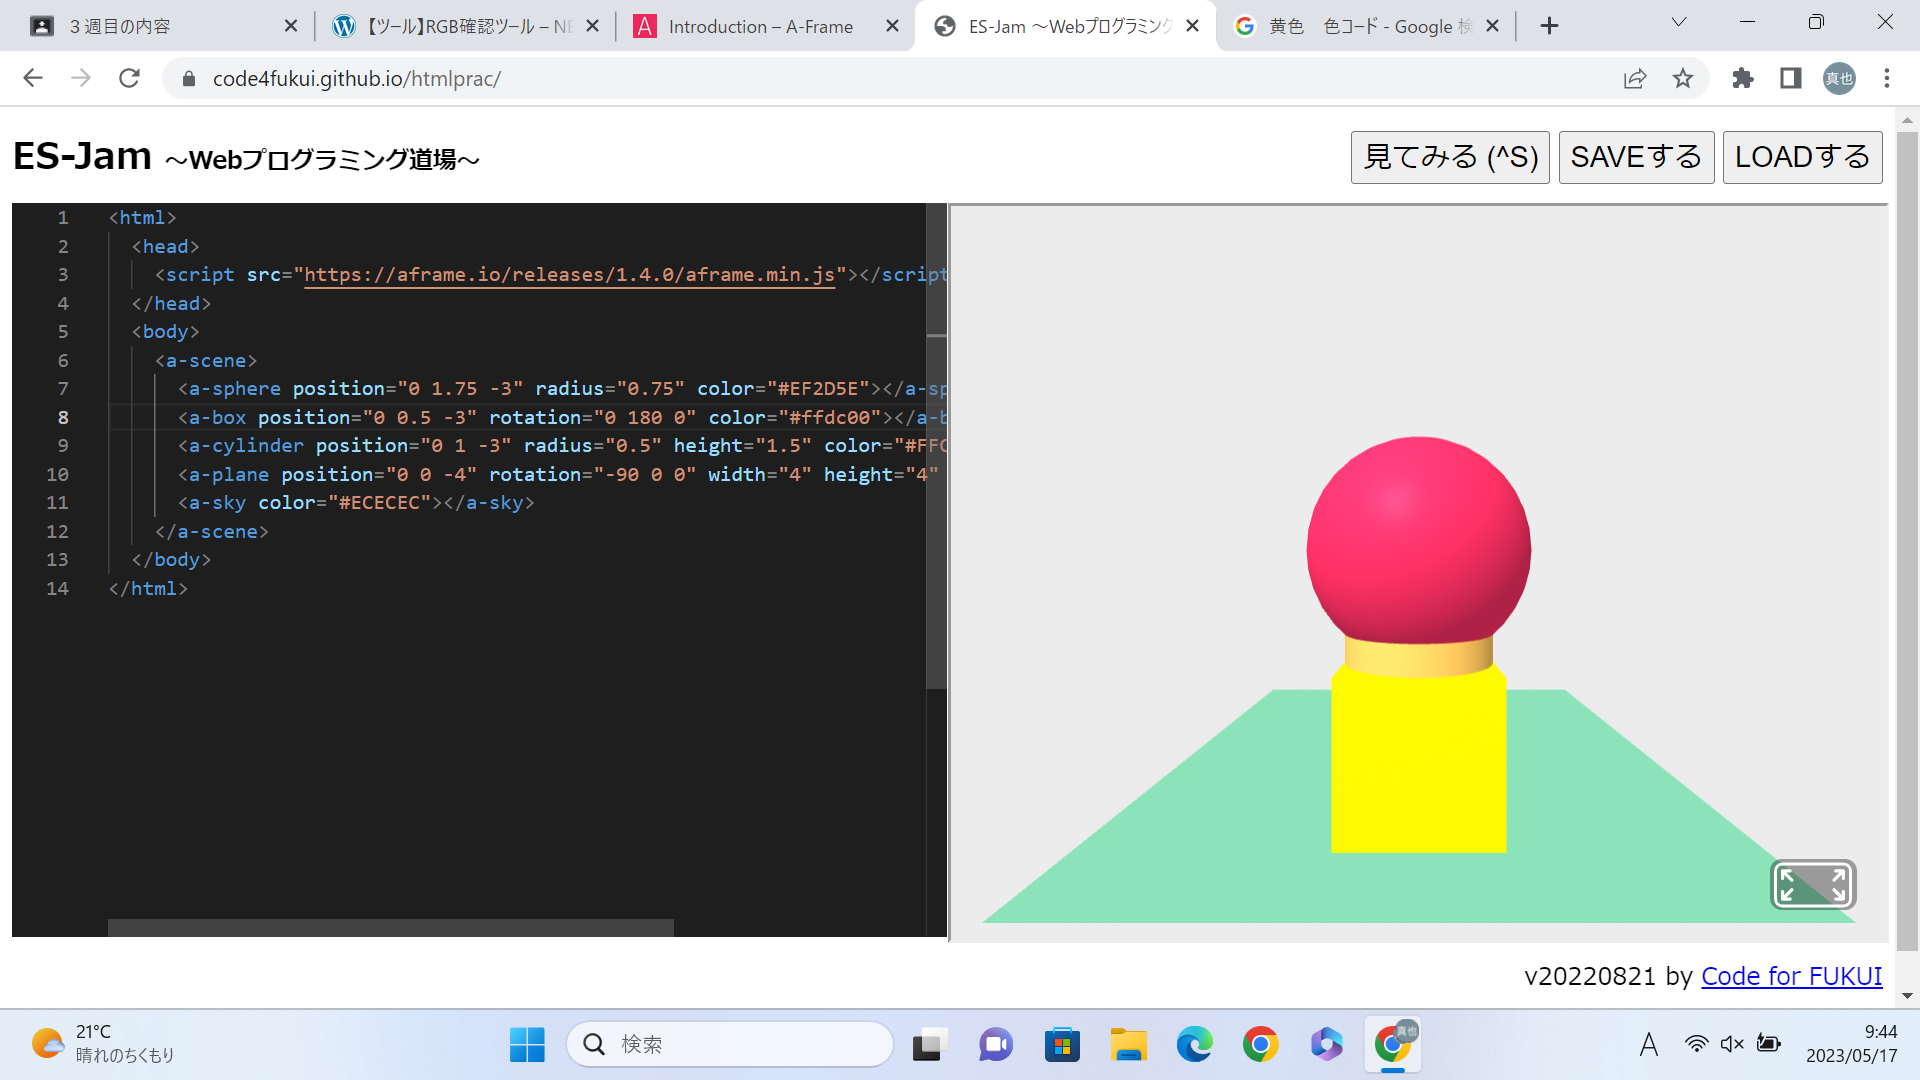 ３週目の内容
【ツール】RGB確認ツール – NE
Introduction – A-Frame
ES-Jam ～Webプログラミング
黄色　色コード - Google 検
code4fukui.github.io/htmlprac/
真也
ES-Jam ～Webプログラミング道場～
見てみる (^S)
SAVEする
LOADする
1 <html>
2 <head>
3 <script src="https://aframe.io/releases/1.4.0/aframe.min.js"></script
4 </head>
5 <body>
6 <a-scene>
7 <a-sphere position="0 1.75 -3" radius="0.75" color="#EF2D5E"></a-sp
8 <a-box position="0 0.5 -3" rotation="0 180 0" color="#ffdc00"></a-b
9 <a-cylinder position="0 1 -3" radius="0.5" height="1.5" color="#FFC
10 <a-plane position="0 0 -4" rotation="-90 0 0" width="4" height="4"
11 <a-sky color="#ECECEC"></a-sky>
12 </a-scene>
13 </body>
14 </html>
v20220821 by Code for FUKUI
21°C
晴れのちくもり
検索
真也
A
9:44
2023/05/17